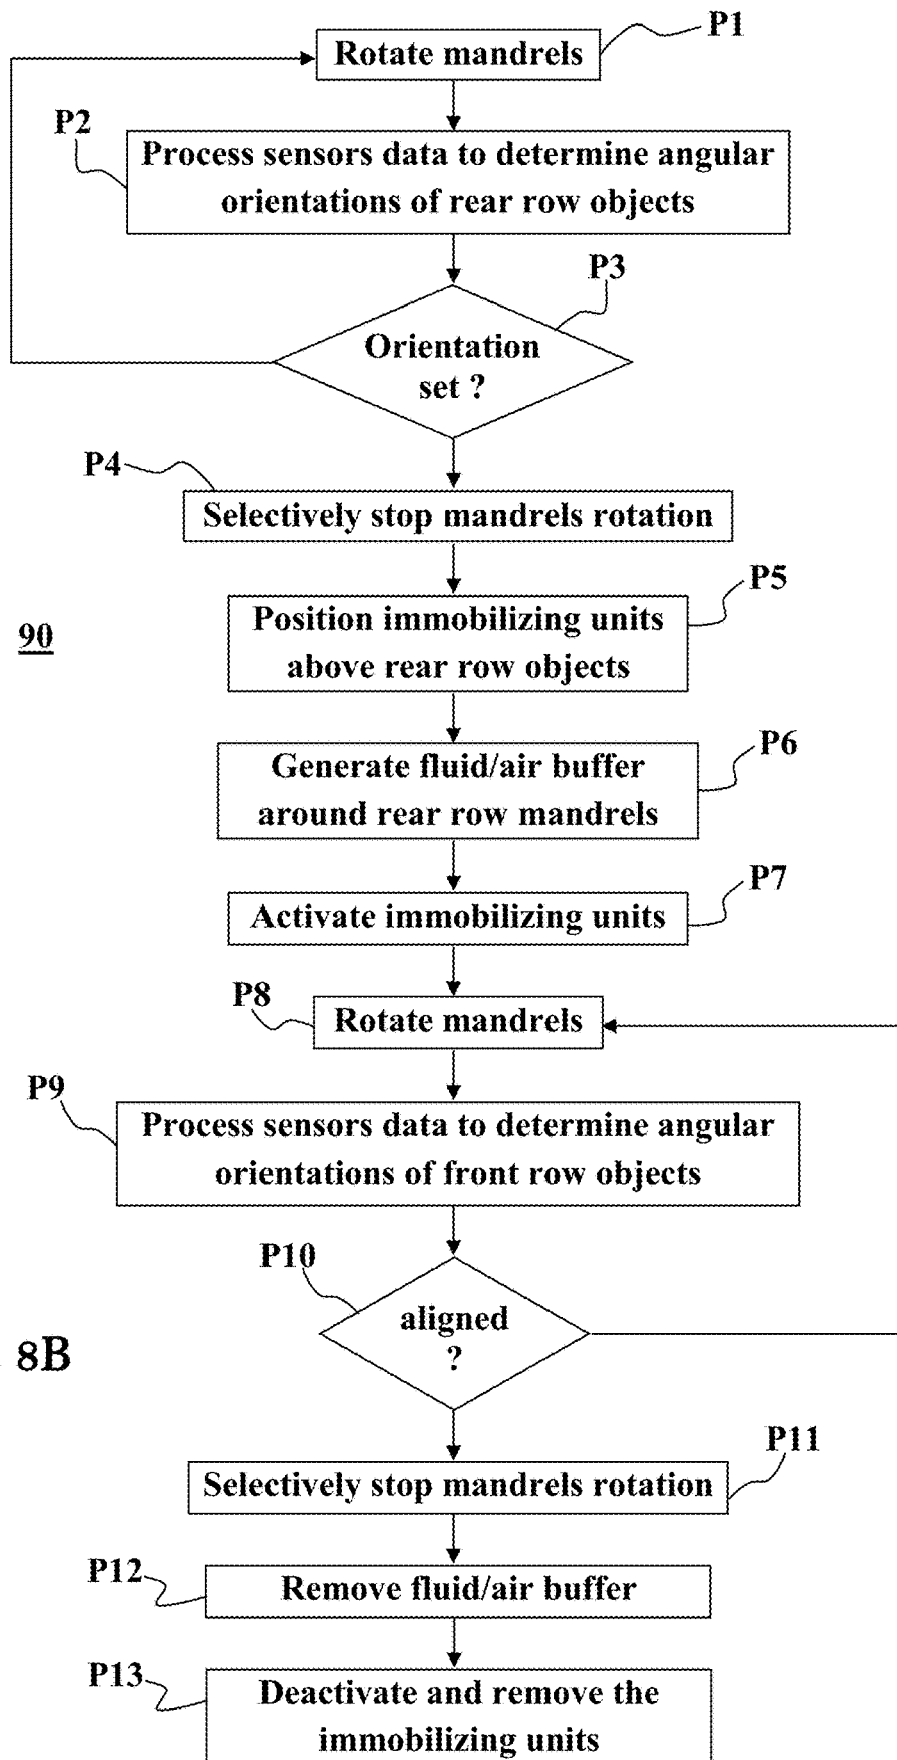 P1
Rotate mandrels
P2
Process sensors data to determine angular
orientations of rear row objects
P3
Orientation
set ?
P4
Selectively stop mandrels rotation
P5
Position immobilizing units
above rear row objects
90
P6
Generate fluid/air buffer
around rear row mandrels
P7
Activate immobilizing units
P8
Rotate mandrels
P9
Process sensors data to determine angular
orientations of front row objects
P10
aligned
?
8B
P11
Selectively stop mandrels rotation
P12
Remove fluid/air buffer
P13
Deactivate and remove the
immobilizing units